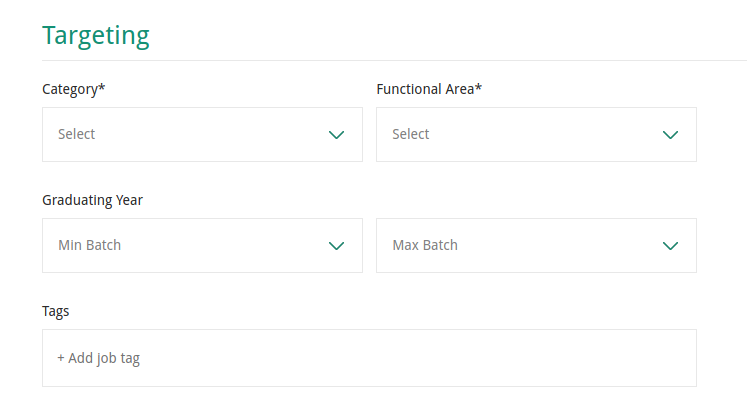 Targeting
Category* Functional Area*
Select Select
Graduating Year
Min Batch Max Batch
Tags
+ Add job tag